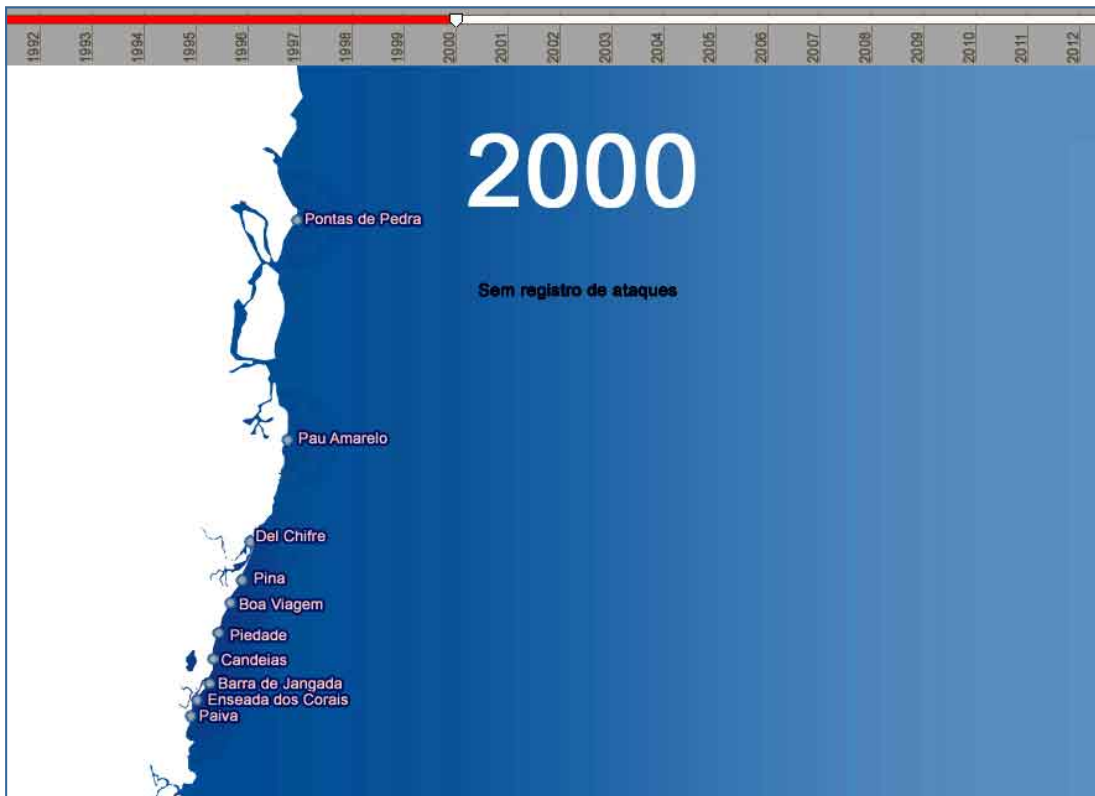 1992 1993 1994 1995 1996 1997 1998 1999 2000 2001 2002 2003 2004 2005 2006 2007 2008 2009 2010 2011 2012
2000
Pontas de Pedra
Sem registro de ataques
Pau Amarelo
Del Chifre
Pina
Boa Viagem
Piedade
Candeias
Barra de Jangada
Enseada dos Corais
Paiva